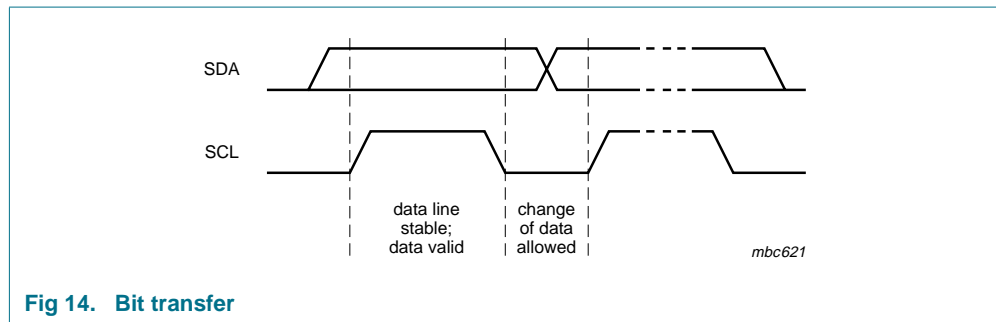 SDA
SCL
data line
stable;
data valid
change
of data
allowed
mbc621
Fig 14. Bit transfer